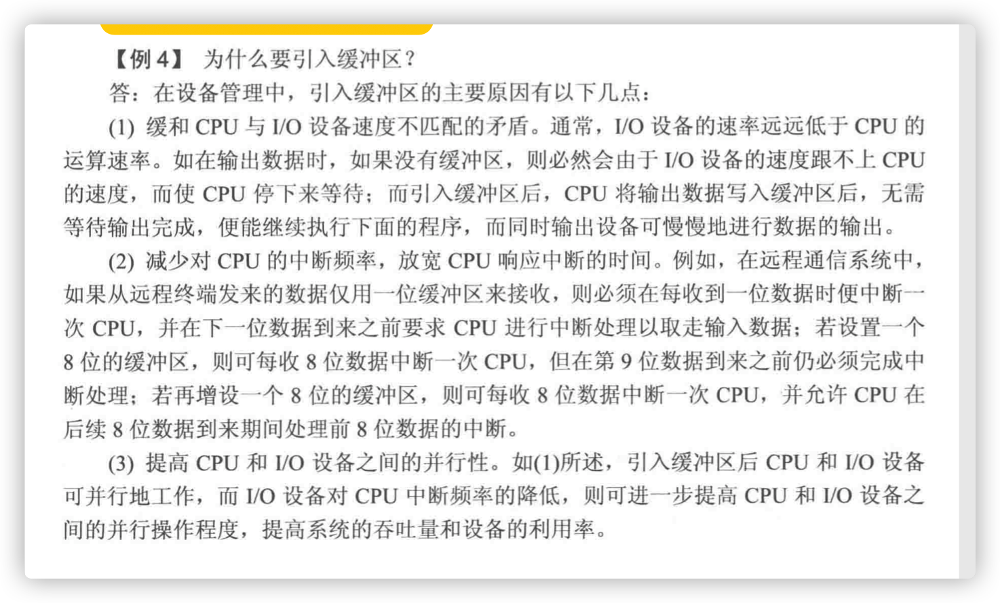 【例 4】 为什么要引入缓冲区？
答：在设备管理中，引入缓冲区的主要原因有以下几点：
(1) 缓和 CPU 与 I/O 设备速度不匹配的矛盾。通常，I/O 设备的速率远远低于 CPU 的
运算速率。如在输出数据时，如果没有缓冲区，则必然会由于 I/O 设备的速度跟不上 CPU
的速度，而使 CPU 停下来等待；而引入缓冲区后，CPU 将输出数据写入缓冲区后，无需
等待输出完成，便能继续执行下面的程序，而同时输出设备可慢慢地进行数据的输出。
(2) 减少对 CPU 的中断频率，放宽 CPU 响应中断的时间。例如，在远程通信系统中，
如果从远程终端发来的数据仅用一位缓冲区来接收，则必须在每收到一位数据时便中断一
次 CPU，并在下一位数据到来之前要求 CPU 进行中断处理以取走输入数据；若设置一个
8 位的缓冲区，则可每收 8 位数据中断一次 CPU，但在第 9 位数据到来之前仍必须完成中
断处理；若再增设一个 8 位的缓冲区，则可每收 8 位数据中断一次 CPU，并允许 CPU 在
后续 8 位数据到来期间处理前 8 位数据的中断。
(3) 提高 CPU 和 I/O 设备之间的并行性。如(1)所述，引入缓冲区后 CPU 和 I/O 设备
可并行地工作，而 I/O 设备对 CPU 中断频率的降低，则可进一步提高 CPU 和 I/O 设备之
间的并行操作程度，提高系统的吞吐量和设备的利用率。